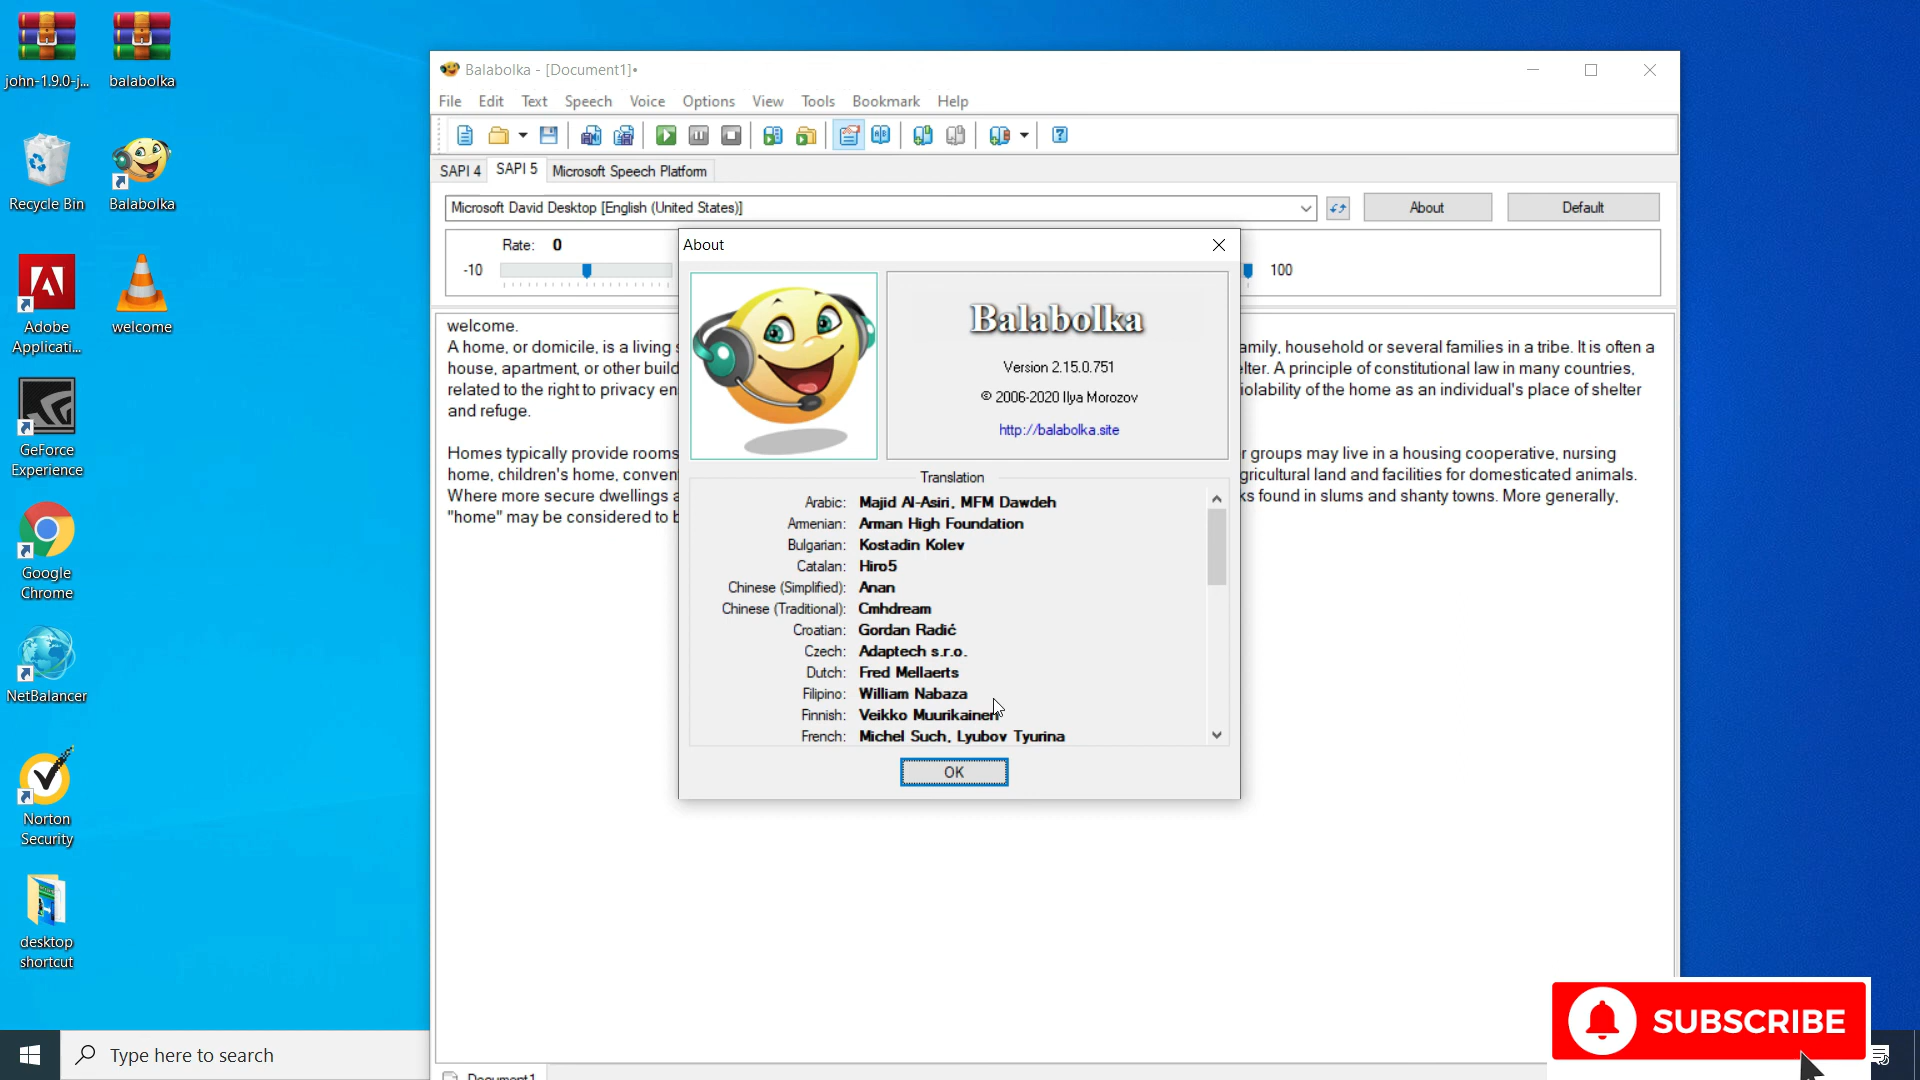 john-1.9.0-j...
balabolka
Recycle Bin
Balabolka
Adobe
Applicati...
welcome
GeForce
Experience
Google
Chrome
NetBalancer
Norton
Security
desktop
shortcut
Type here to search
Balabolka - [Document1]•
File Edit Text Speech Voice Options View Tools Bookmark Help
SAPI 4 SAPI 5 Microsoft Speech Platform
Microsoft David Desktop [English (United States)]
About
Default
Rate: 0
-10
100
welcome.
A home, or domicile, is a living
amily, household or several families in a tribe. It is often a
house, apartment, or other build
lter. A principle of constitutional law in many countries,
related to the right to privacy en
iolability of the home as an individual's place of shelter
and refuge.
Homes typically provide rooms
r groups may live in a housing cooperative, nursing
home, children's home, conven
gricultural land and facilities for domesticated animals.
Where more secure dwellings a
ks found in slums and shanty towns. More generally,
"home" may be considered to b
About
Balabolka
Version 2.15.0.751
© 2006-2020 Ilya Morozov
http://balabolka.site
Translation
Arabic: Majid Al-Asiri, MFM Dawdeh
Armenian: Arman High Foundation
Bulgarian: Kostadin Kolev
Catalan: Hiro5
Chinese (Simplified): Anan
Chinese (Traditional): Cmhdream
Croatian: Gordan Radić
Czech: Adaptech s.r.o.
Dutch: Fred Mellaerts
Filipino: William Nabaza
Finnish: Veikko Muurikainen
French: Michel Such, Lyubov Tyurina
OK
SUBSCRIBE
Document1